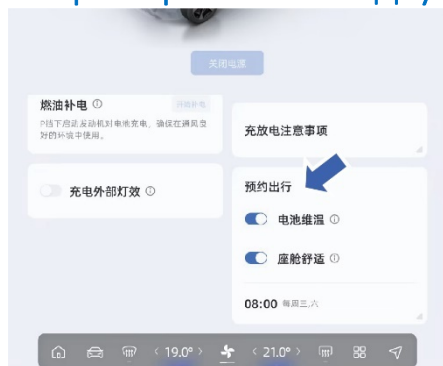 关闭电源
燃油补电 ⓘ
开启补电
P挡下启动发动机对电池充电，确保在通风良
好的环境中使用。
充电外部灯效 ⓘ
充放电注意事项
预约出行
电池维温 ⓘ
座舱舒适 ⓘ
08:00 每周三,六
< 19.0° >
< 21.0° >